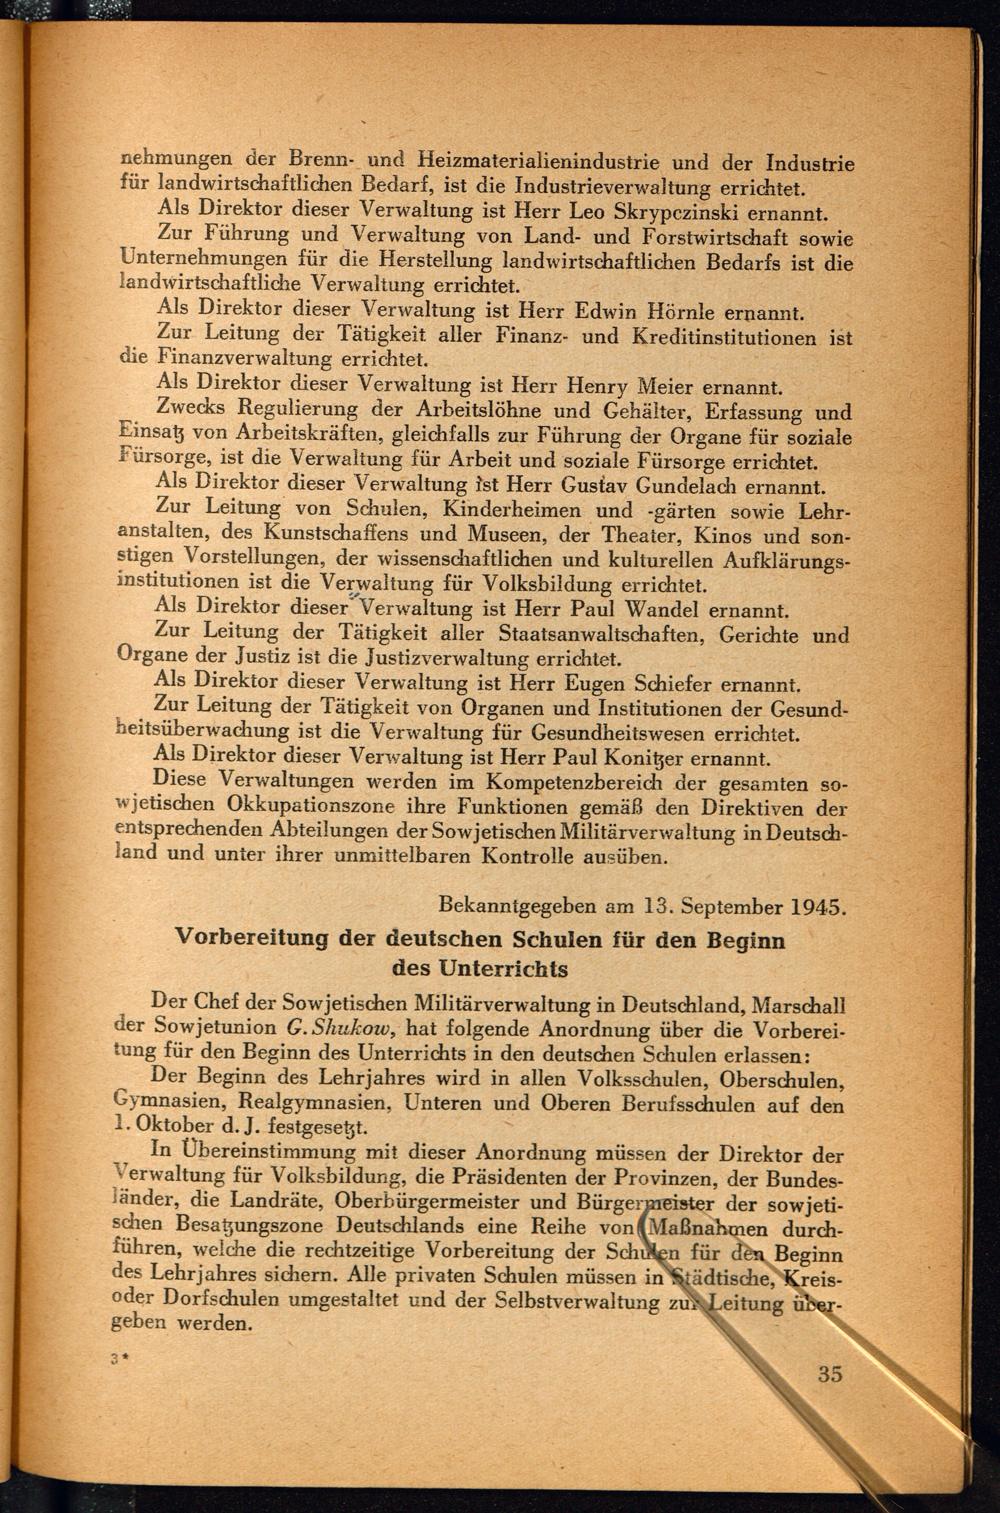 nehmungen der Brenn- und Heizmaterialienindustrie und der Industrie
für landwirtschaftlichen Bedarf, ist die Industrieverwaltung errichtet.
Als Direktor dieser Verwaltung ist Herr Leo Skrypczinski ernannt.
Zur Führung und Verwaltung von Land- und Forstwirtschaft sowie
Unternehmungen für die Herstellung landwirtschaftlichen Bedarfs ist die
landwirtschaftliche Verwaltung errichtet.
Als Direktor dieser Verwaltung ist Herr Edwin Hörnle ernannt.
Zur Leitung der Tätigkeit aller Finanz- und Kreditinstitutionen ist
die Finanzverwaltung errichtet.
Als Direktor dieser Verwaltung ist Herr Henry Meier ernannt.
Zwecks Regulierung der Arbeitslöhne und Gehälter, Erfassung und
Einsatz von Arbeitskräften, gleichfalls zur Führung der Organe für soziale
Fürsorge, ist die Verwaltung für Arbeit und soziale Fürsorge errichtet.
Als Direktor dieser Verwaltung ist Herr Gustav Gundelach ernannt.
Zur Leitung von Schulen, Kinderheimen und -gärten sowie Lehr-
anstalten, des Kunstschaffens und Museen, der Theater, Kinos und son-
stigen Vorstellungen, der wissenschaftlichen und kulturellen Aufklärungs-
institutionen ist die Verwaltung für Volksbildung errichtet.
Als Direktor dieser Verwaltung ist Herr Paul Wandel ernannt.
Zur Leitung der Tätigkeit aller Staatsanwaltschaften, Gerichte und
Organe der Justiz ist die Justizverwaltung errichtet.
Als Direktor dieser Verwaltung ist Herr Eugen Schiefer ernannt.
Zur Leitung der Tätigkeit von Organen und Institutionen der Gesund-
heitsüberwachung ist die Verwaltung für Gesundheitswesen errichtet.
Als Direktor dieser Verwaltung ist Herr Paul Konitzer ernannt.
Diese Verwaltungen werden im Kompetenzbereich der gesamten so-
wjetischen Okkupationszone ihre Funktionen gemäß den Direktiven der
entsprechenden Abteilungen der Sowjetischen Militärverwaltung in Deutsch-
land und unter ihrer unmittelbaren Kontrolle ausüben.
Bekanntgegeben am 13. September 1945.
Vorbereitung der deutschen Schulen für den Beginn
des Unterrichts
Der Chef der Sowjetischen Militärverwaltung in Deutschland, Marschall
der Sowjetunion G. Shukow, hat folgende Anordnung über die Vorberei-
tung für den Beginn des Unterrichts in den deutschen Schulen erlassen:
Der Beginn des Lehrjahres wird in allen Volksschulen, Oberschulen,
Gymnasien, Realgymnasien, Unteren und Oberen Berufsschulen auf den
1. Oktober d. J. festgesetzt.
In Übereinstimmung mit dieser Anordnung müssen der Direktor der
Verwaltung für Volksbildung, die Präsidenten der Provinzen, der Bundes-
länder, die Landräte, Oberbürgermeister und Bürgermeister der sowjeti-
schen Besatzungszone Deutschlands eine Reihe von Maßnahmen durch-
führen, welche die rechtzeitige Vorbereitung der Schulen für den Beginn
des Lehrjahres sichern. Alle privaten Schulen müssen in Städtische, Kreis-
oder Dorfschulen umgestaltet und der Selbstverwaltung zur Leitung über-
geben werden.
3*
35